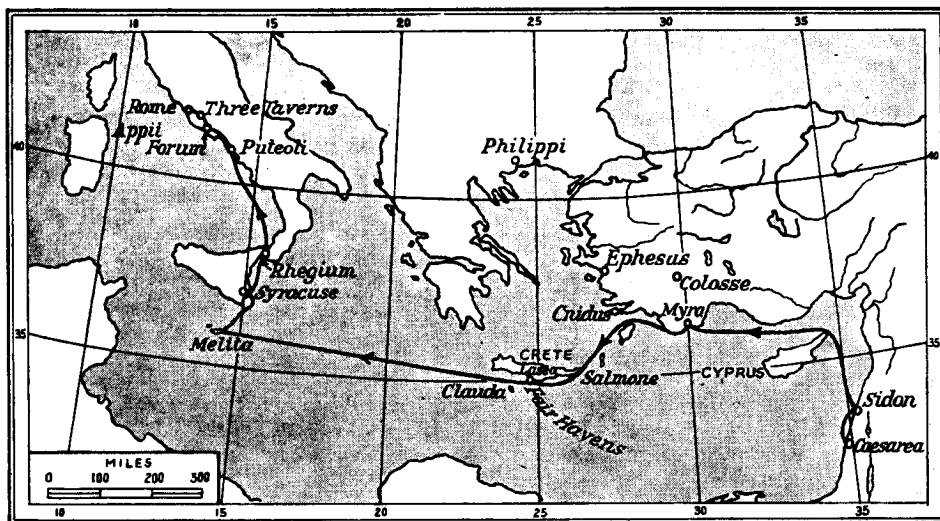 10 15 20 25 30 35
Rome Three Taverns
Appii
Forum Puteoli
Philippi
40 40
Rhegium
Syracuse
Ephesus
Colosse
Cnidus Myra
Melita
35 35
CRETE
Lasea
Salmone CYPRUS
Clauda
Fair Havens
Sidon
Caesarea
MILES
0 100 200 300
10 15 20 25 30 35